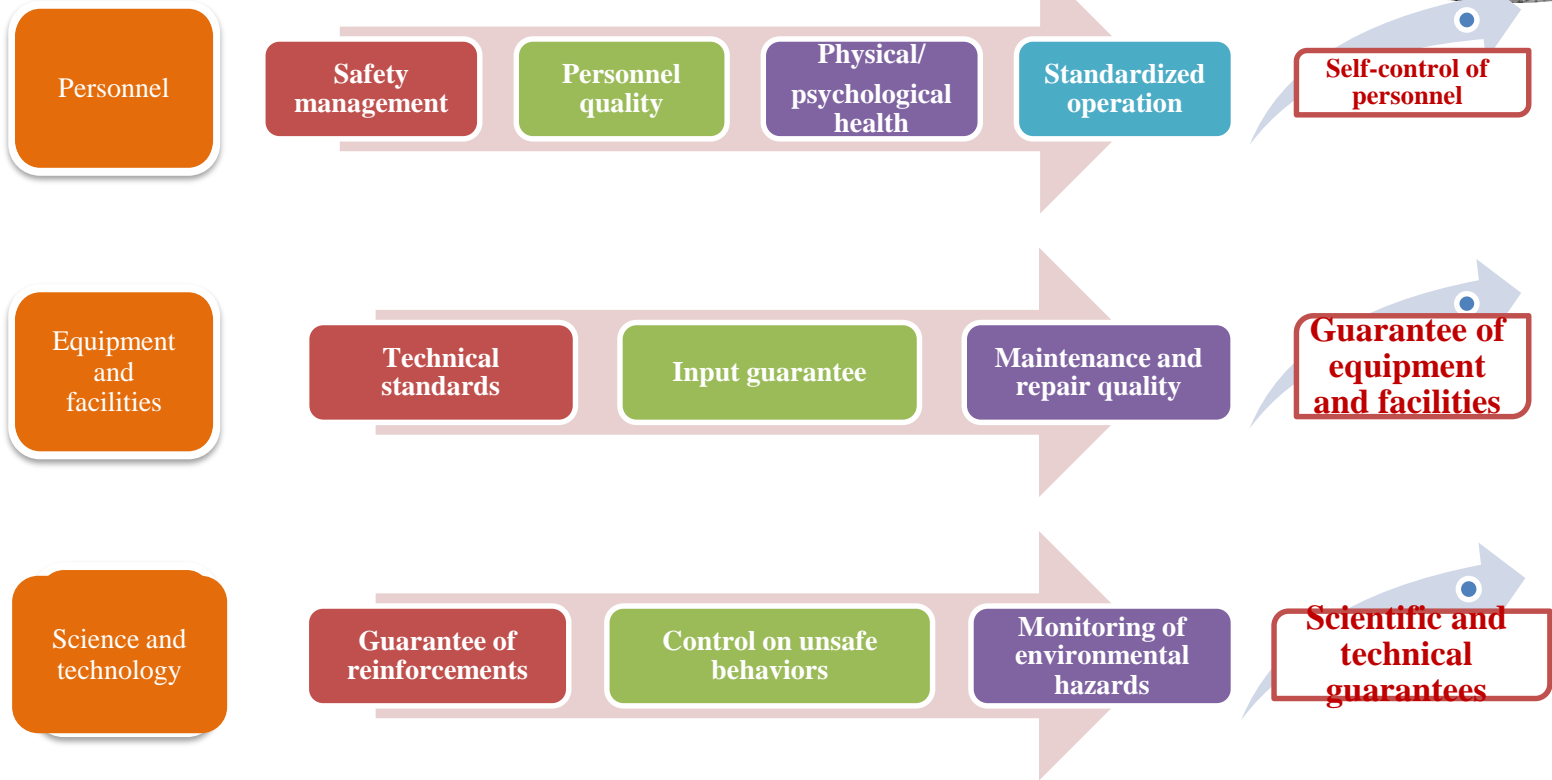 Personnel
Safety
management
Personnel
quality
Physical/
psychological
health
Standardized
operation
Self-control of
personnel
Equipment
and
facilities
Technical
standards
Input guarantee
Maintenance and
repair quality
Guarantee of
equipment
and facilities
Science and
technology
Guarantee of
reinforcements
Control on unsafe
behaviors
Monitoring of
environmental
hazards
Scientific and
technical
guarantees